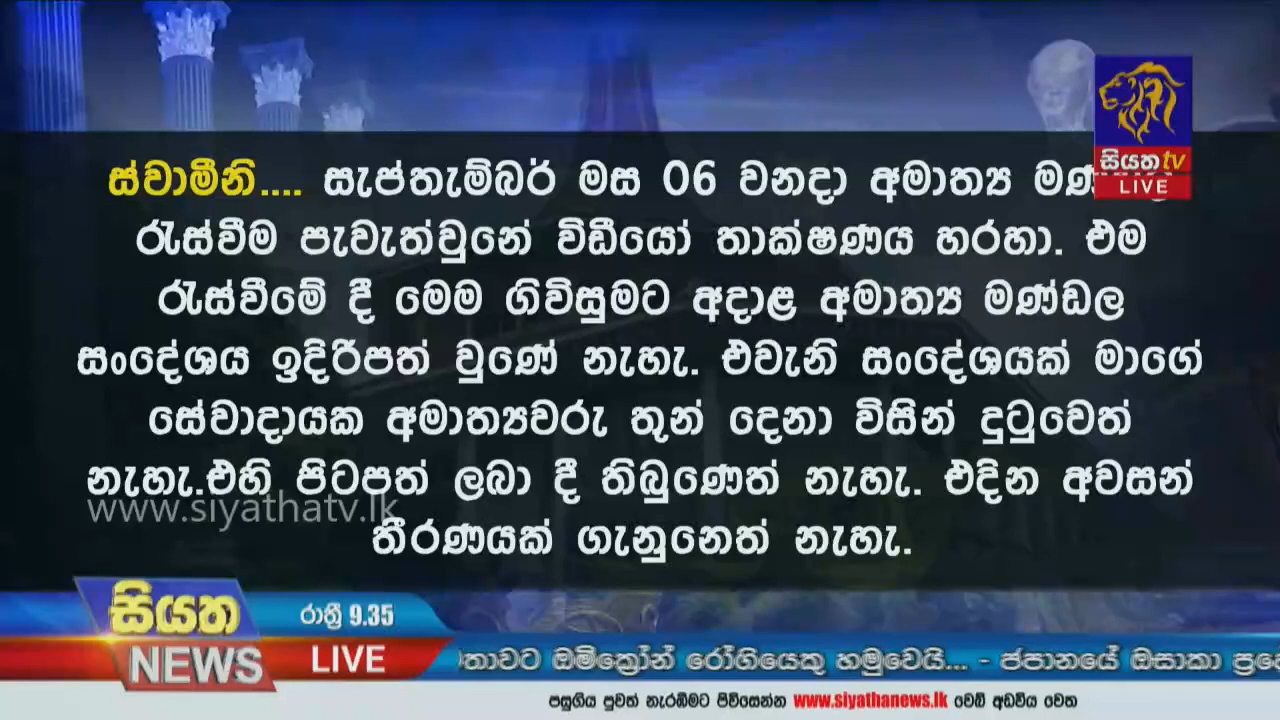 සියත tv
LIVE
ස්වාමීනි.... සැප්තැම්බර් මස 06 වනදා අමාත්‍ය
රැස්වීම පැවැත්වුනේ විඩීයෝ තාක්ෂණය හරහා. එම
රැස්වීමේ දී මෙම ගිවිසුමට අදාළ අමාත්‍ය මණ්ඩල
සංදේශය ඉදිරිපත් වුණේ නැහැ. එවැනි සංදේශයක් මාගේ
සේවාදායක අමාත්‍යවරු තුන් දෙනා විසින් දුටුවෙත්
නැහැ.එහි පිටපත් ලබා දී තිබුණෙත් නැහැ. එදින අවසන්
www.siyathatv.lk
තීරණයක් ගැනුනෙත් නැහැ.
සියත
NEWS
රාත්‍රී 9.35
LIVE
ඔමික්‍රෝන් රෝගියෙකු හමුවෙයි... - ජපානයේ ඔසාකා
පසුගිය පුවත් නැරඹීමට පිවිසෙන්න www.siyathanews.lk වෙබ් අඩවිය වෙත